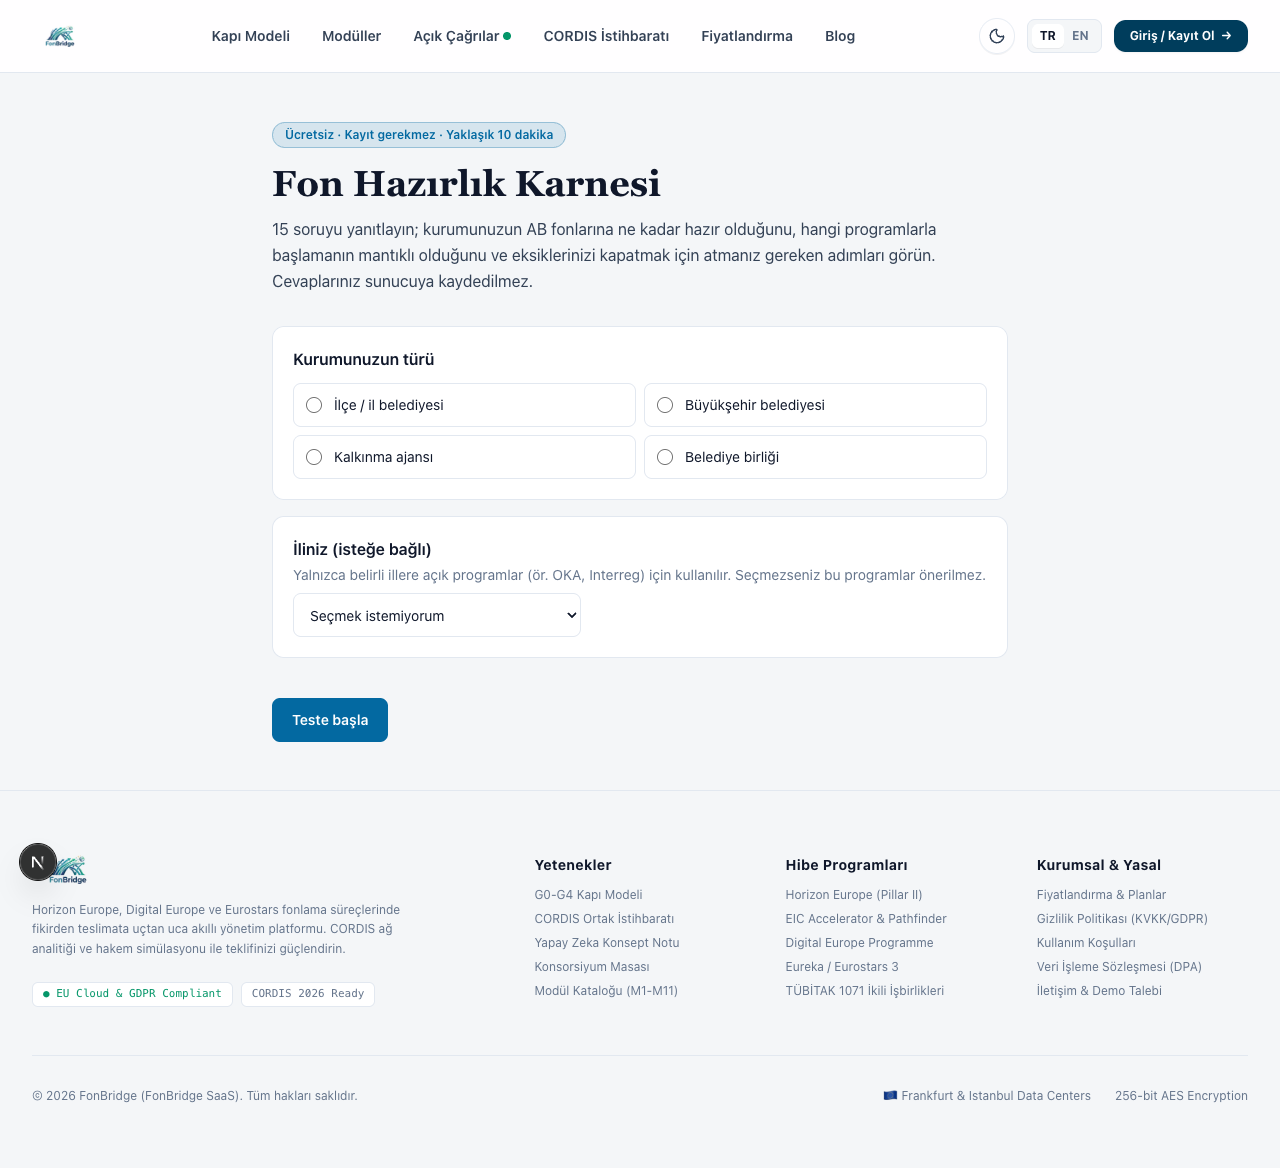 FonBridge
Kapı Modeli
Modüller
Açık Çağrılar
CORDIS İstihbaratı
Fiyatlandırma
Blog
TR
EN
Giriş / Kayıt Ol →
Ücretsiz · Kayıt gerekmez · Yaklaşık 10 dakika
Fon Hazırlık Karnesi
15 soruyu yanıtlayın; kurumunuzun AB fonlarına ne kadar hazır olduğunu, hangi programlarla
başlamanın mantıklı olduğunu ve eksiklerinizi kapatmak için atmanız gereken adımları görün.
Cevaplarınız sunucuya kaydedilmez.
Kurumunuzun türü
İlçe / il belediyesi
Büyükşehir belediyesi
Kalkınma ajansı
Belediye birliği
İliniz (isteğe bağlı)
Yalnızca belirli illere açık programlar (ör. OKA, Interreg) için kullanılır. Seçmezseniz bu programlar önerilmez.
Seçmek istemiyorum
Teste başla
N
FonBridge
Horizon Europe, Digital Europe ve Eurostars fonlama süreçlerinde
fikirden teslimata uçtan uca akıllı yönetim platformu. CORDIS ağ
analitiği ve hakem simülasyonu ile teklifinizi güçlendirin.
● EU Cloud & GDPR Compliant
CORDIS 2026 Ready
Yetenekler
G0-G4 Kapı Modeli
CORDIS Ortak İstihbaratı
Yapay Zeka Konsept Notu
Konsorsiyum Masası
Modül Kataloğu (M1-M11)
Hibe Programları
Horizon Europe (Pillar II)
EIC Accelerator & Pathfinder
Digital Europe Programme
Eureka / Eurostars 3
TÜBİTAK 1071 İkili İşbirlikleri
Kurumsal & Yasal
Fiyatlandırma & Planlar
Gizlilik Politikası (KVKK/GDPR)
Kullanım Koşulları
Veri İşleme Sözleşmesi (DPA)
İletişim & Demo Talebi
© 2026 FonBridge (FonBridge SaaS). Tüm hakları saklıdır.
🇪🇺 Frankfurt & Istanbul Data Centers
256-bit AES Encryption